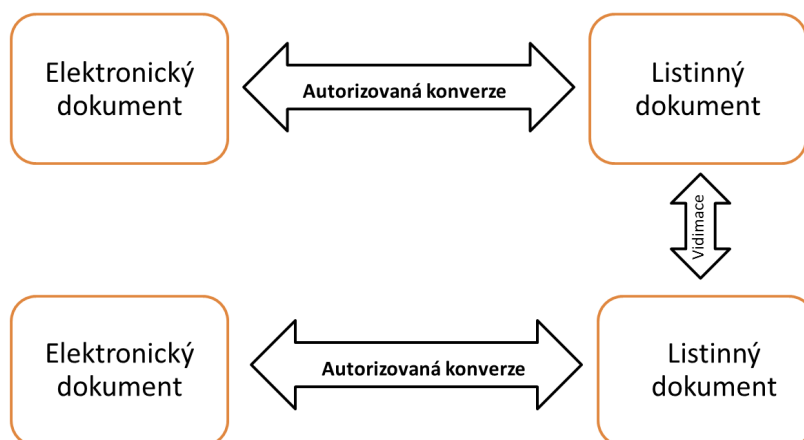 Elektronický
dokument
Autorizovaná konverze
Listinný
dokument
Vidimace
Elektronický
dokument
Autorizovaná konverze
Listinný
dokument